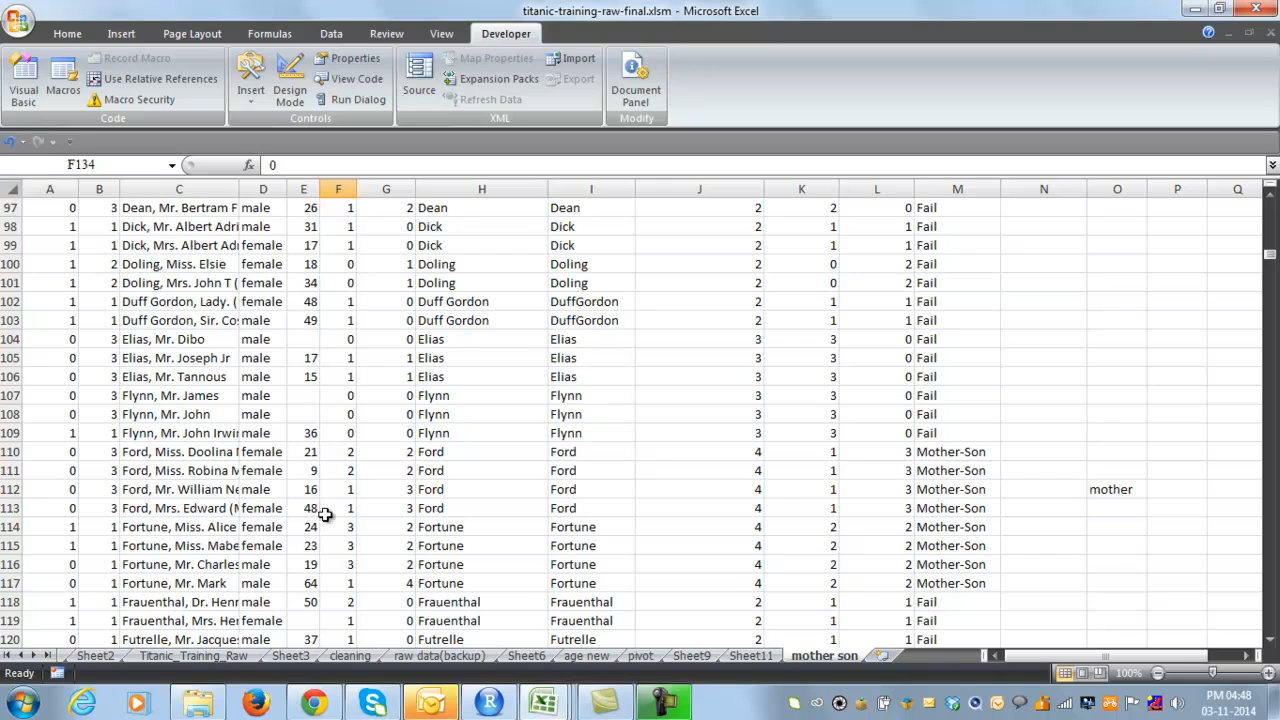 titanic-training-raw-final.xlsm - Microsoft Excel
Home Insert Page Layout Formulas Data Review View Developer
Visual Basic Macros Record Macro Use Relative References Macro Security
Insert Design Mode Properties View Code Run Dialog
Source Map Properties Expansion Packs Refresh Data Import Export
Document Panel
Code Controls XML Modify
F134 fx 0
A B C D E F G H I J K L M N O P Q
97 0 3 Dean, Mr. Bertram F male 26 1 2 Dean Dean 2 2 0 Fail
98 1 1 Dick, Mr. Albert Adri male 31 1 0 Dick Dick 2 1 1 Fail
99 1 1 Dick, Mrs. Albert Ad female 17 1 0 Dick Dick 2 1 1 Fail
100 1 2 Doling, Miss. Elsie female 18 0 1 Doling Doling 2 0 2 Fail
101 1 2 Doling, Mrs. John T ( female 34 0 1 Doling Doling 2 0 2 Fail
102 1 1 Duff Gordon, Lady. ( female 48 1 0 Duff Gordon DuffGordon 2 1 1 Fail
103 1 1 Duff Gordon, Sir. Co male 49 1 0 Duff Gordon DuffGordon 2 1 1 Fail
104 0 3 Elias, Mr. Dibo male 0 0 Elias Elias 3 3 0 Fail
105 0 3 Elias, Mr. Joseph Jr male 17 1 1 Elias Elias 3 3 0 Fail
106 0 3 Elias, Mr. Tannous male 15 1 1 Elias Elias 3 3 0 Fail
107 0 3 Flynn, Mr. James male 0 0 Flynn Flynn 3 3 0 Fail
108 0 3 Flynn, Mr. John male 0 0 Flynn Flynn 3 3 0 Fail
109 1 1 Flynn, Mr. John Irwi male 36 0 0 Flynn Flynn 3 3 0 Fail
110 0 3 Ford, Miss. Doolina female 21 2 2 Ford Ford 4 1 3 Mother-Son
111 0 3 Ford, Miss. Robina M female 9 2 2 Ford Ford 4 1 3 Mother-Son
112 0 3 Ford, Mr. William Ne male 16 1 3 Ford Ford 4 1 3 Mother-Son mother
113 0 3 Ford, Mrs. Edward ( female 48 1 3 Ford Ford 4 1 3 Mother-Son
114 1 1 Fortune, Miss. Alice female 24 3 2 Fortune Fortune 4 2 2 Mother-Son
115 1 1 Fortune, Miss. Mabe female 23 3 2 Fortune Fortune 4 2 2 Mother-Son
116 0 1 Fortune, Mr. Charles male 19 3 2 Fortune Fortune 4 2 2 Mother-Son
117 0 1 Fortune, Mr. Mark male 64 1 4 Fortune Fortune 4 2 2 Mother-Son
118 1 1 Frauenthal, Dr. Henr male 50 2 0 Frauenthal Frauenthal 2 1 1 Fail
119 1 1 Frauenthal, Mrs. He female 1 0 Frauenthal Frauenthal 2 1 1 Fail
120 0 1 Futrelle, Mr. Jacque male 37 1 0 Futrelle Futrelle 2 1 1 Fail
Sheet2 Titanic_Training_Raw Sheet3 cleaning raw data(backup) Sheet6 age new pivot Sheet9 Sheet11 mother son
Ready 100%
PM 04:48
03-11-2014